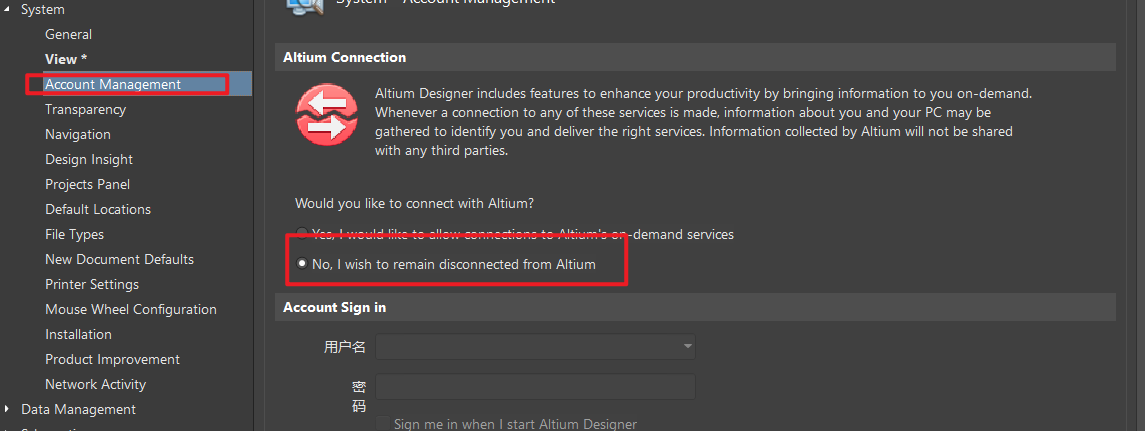 System
General
View *
Account Management
Transparency
Navigation
Design Insight
Projects Panel
Default Locations
File Types
New Document Defaults
Printer Settings
Mouse Wheel Configuration
Installation
Product Improvement
Network Activity
Data Management
System - Account Management
Altium Connection
Altium Designer includes features to enhance your productivity by bringing information to you on-demand.
Whenever a connection to any of these services is made, information about you and your PC may be
gathered to identify you and deliver the right services. Information collected by Altium will not be shared
with any third parties.
Would you like to connect with Altium?
Yes, I would like to allow connections to Altium's on-demand services
No, I wish to remain disconnected from Altium
Account Sign in
用户名
密
码
Sign me in when I start Altium Designer